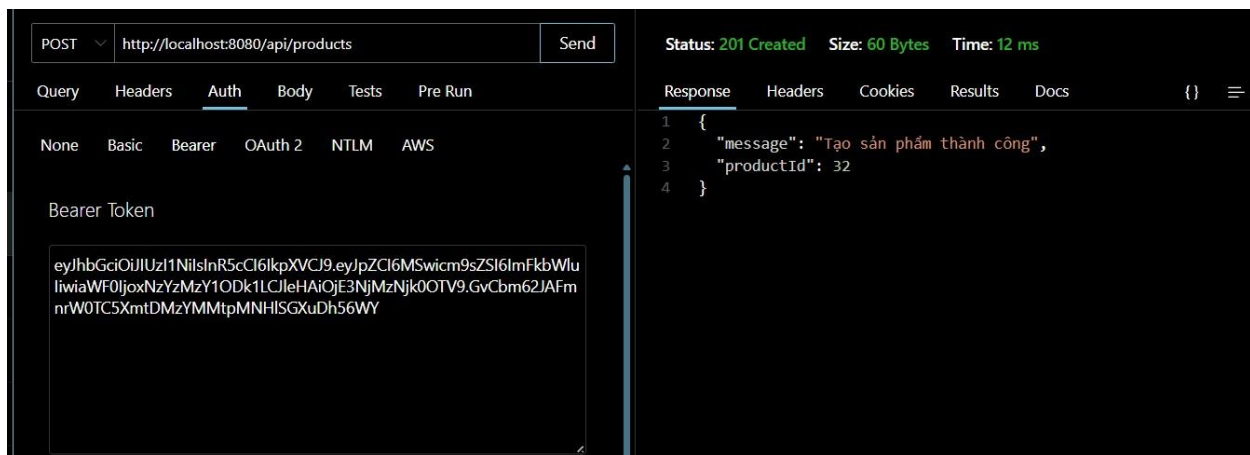 POST http://localhost:8080/api/products Send
Query Headers Auth Body Tests Pre Run
None Basic Bearer OAuth 2 NTLM AWS
Bearer Token
eyJhbGciOiJIUzI1NiIsInR5cCI6IkpXVCJ9.eyJpZCI6MSwicm9sZSI6ImFkbWlu
IiwiaWF0IjoxNzYzMzY1ODk1LCJleHAiOjE3NjMzNjk0OTV9.GvCbm62JAFm
nrW0TC5XmtDMzYMMtpMNHlSGXuDh56WY
Status: 201 Created Size: 60 Bytes Time: 12 ms
Response Headers Cookies Results Docs {}
1 {
2 "message": "Tạo sản phẩm thành công",
3 "productId": 32
4 }